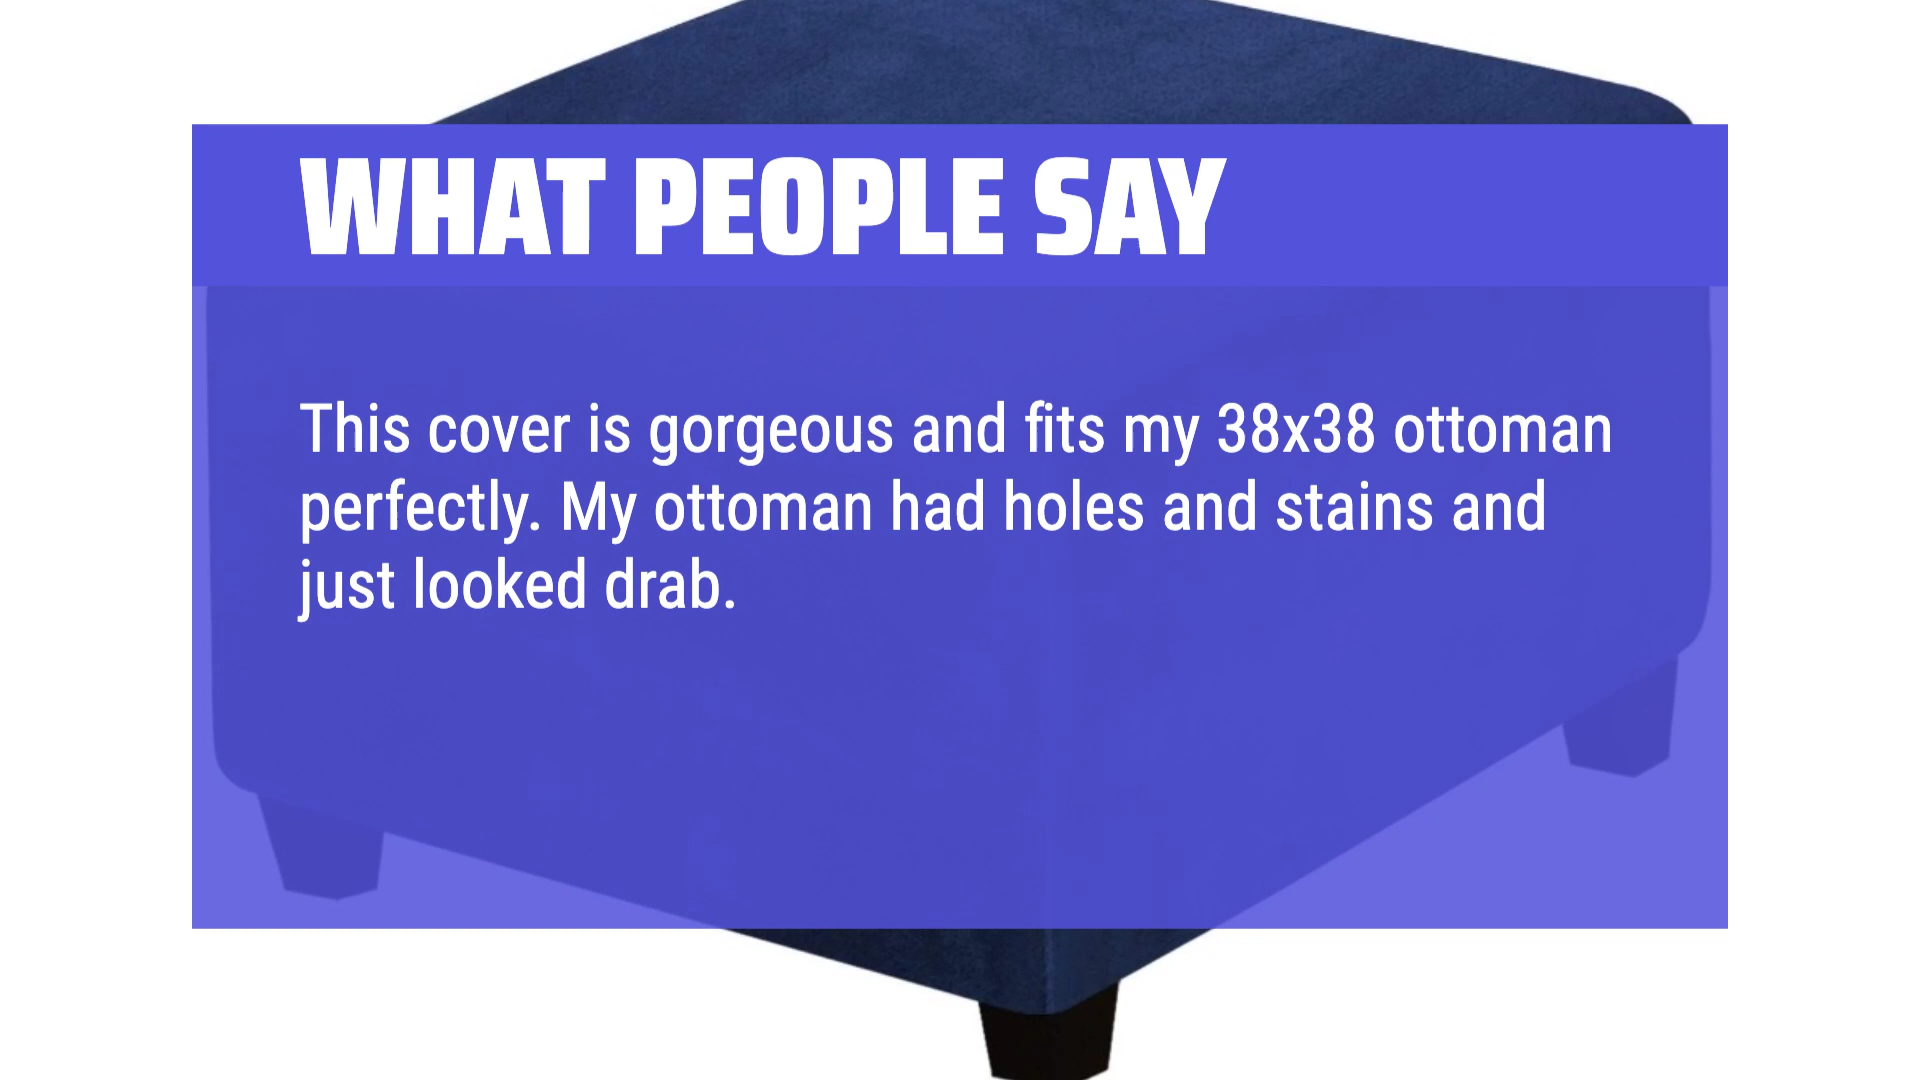 WHAT PEOPLE SAY
This cover is gorgeous and fits my 38x38 ottoman
perfectly. My ottoman had holes and stains and
just looked drab.